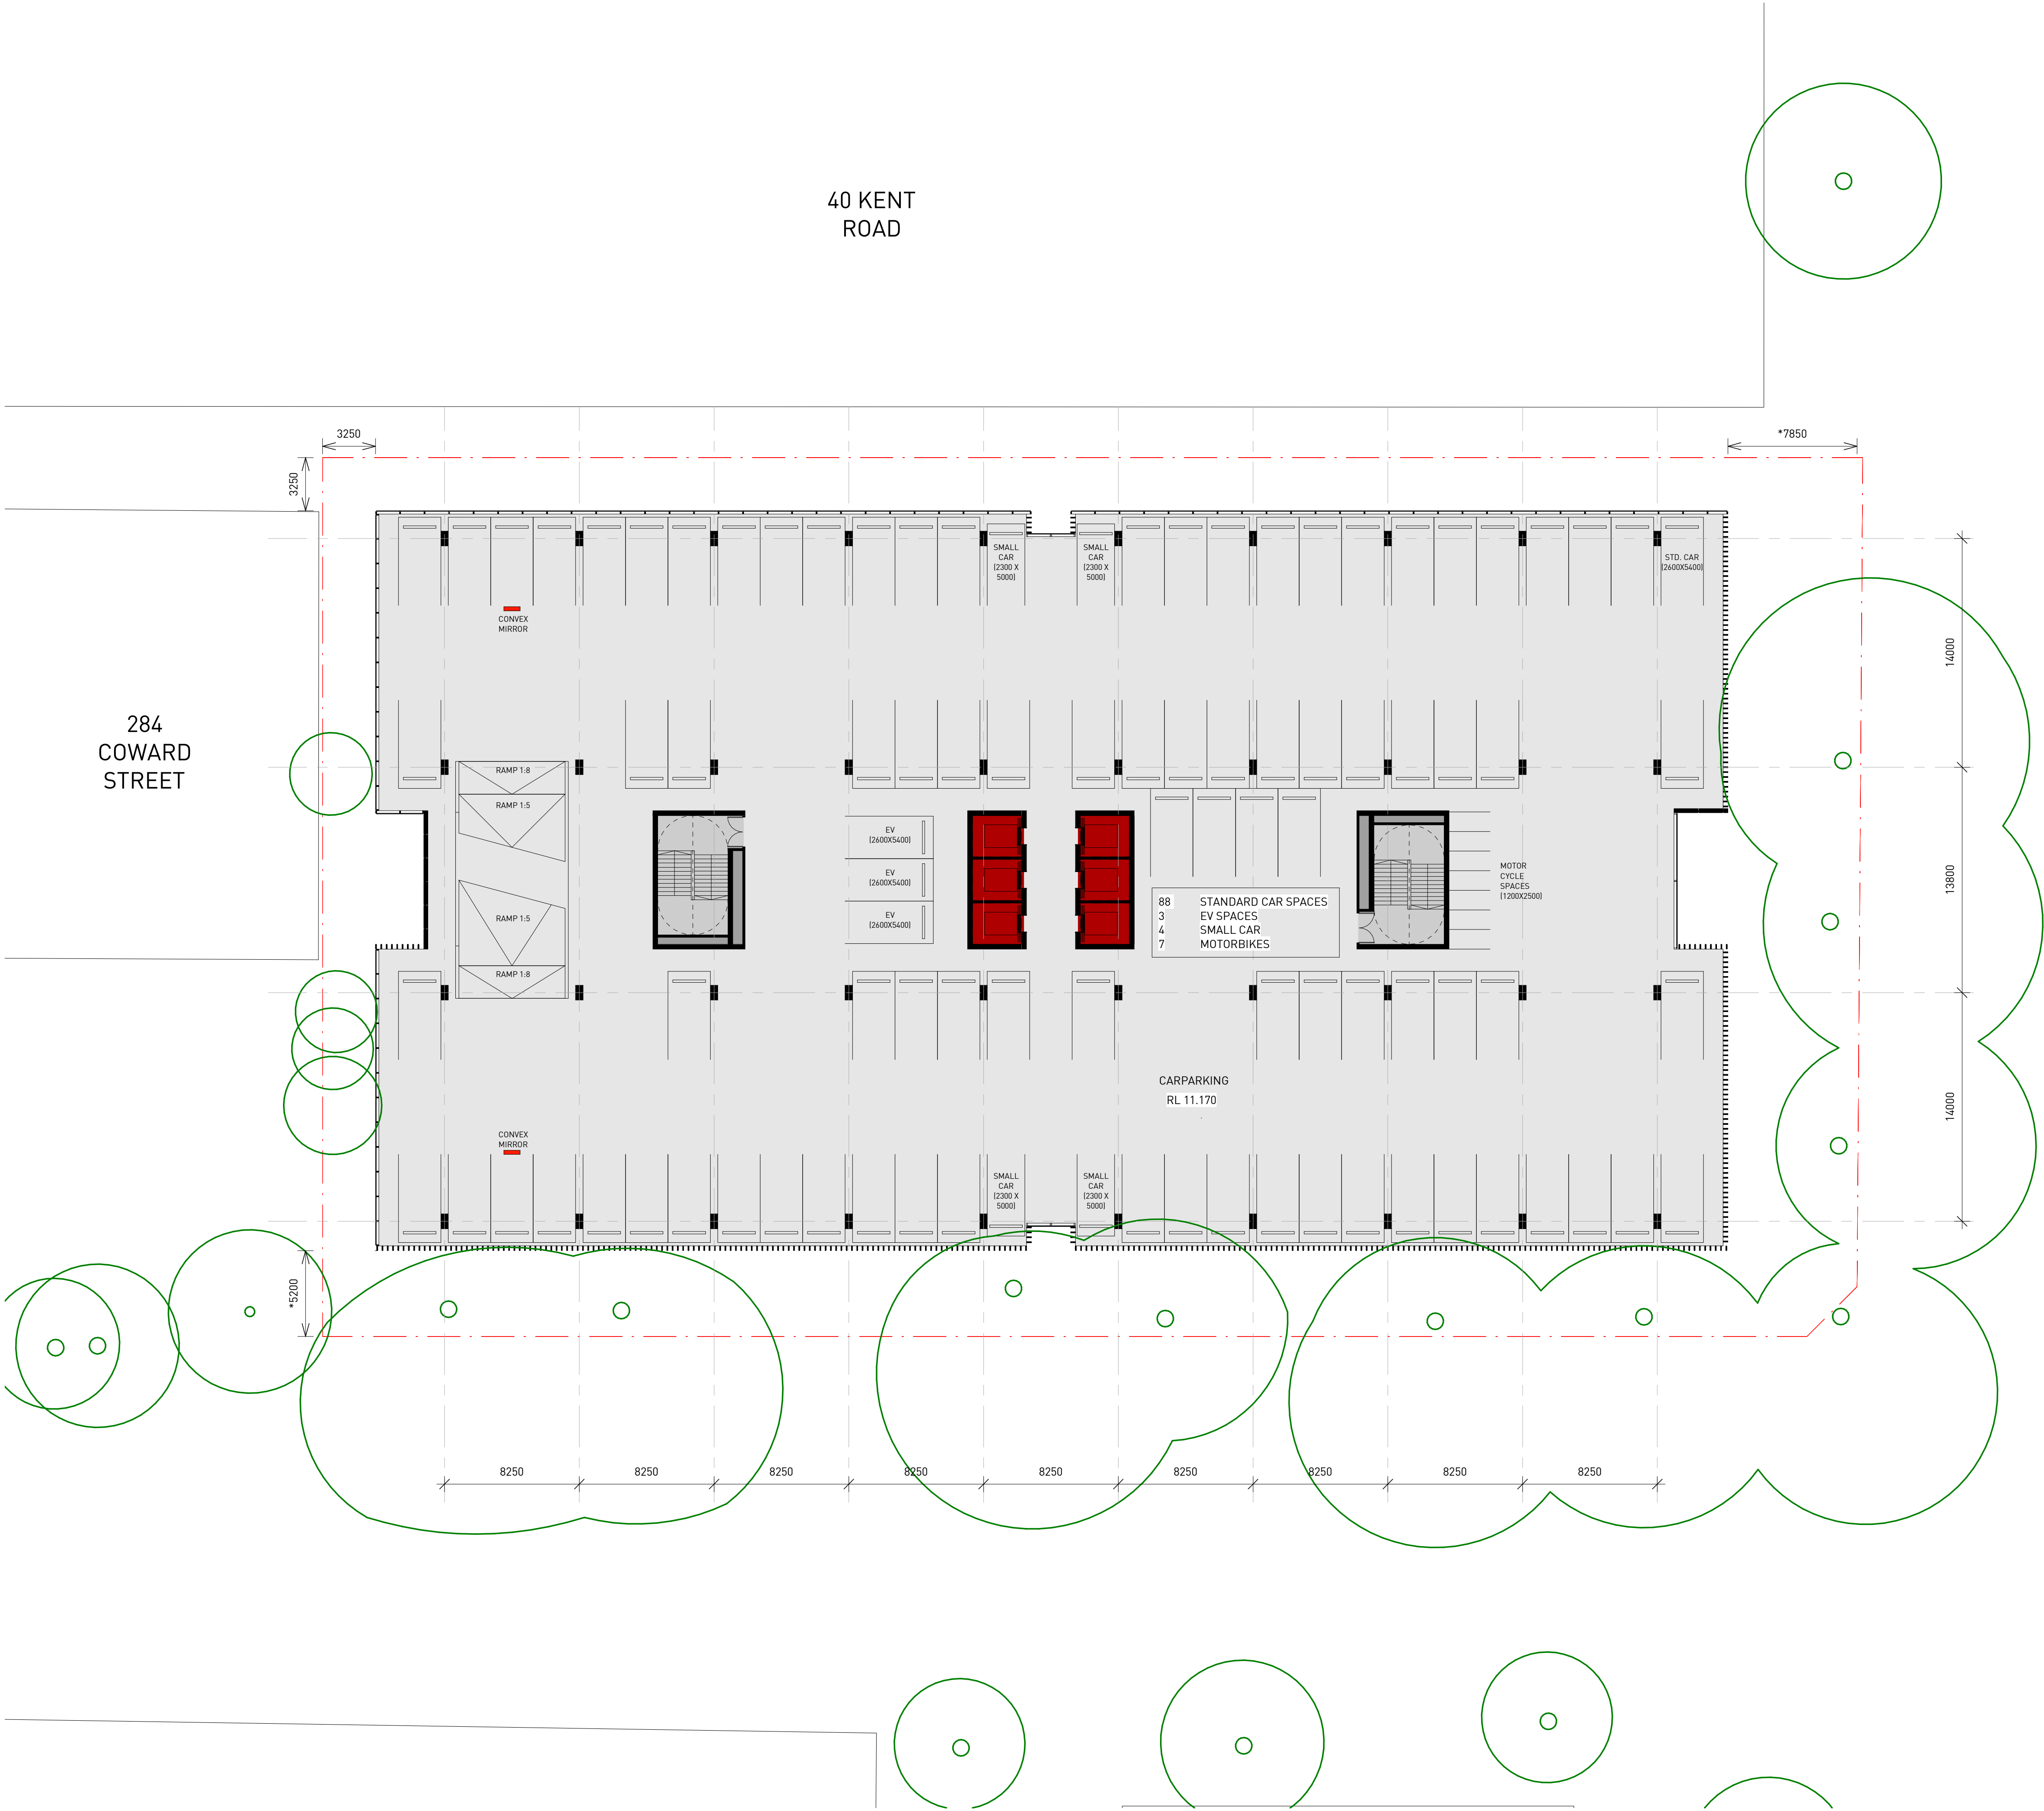 40 KENT
ROAD
3250
*7850
3250
SMALL
CAR
(2300 X
5000)
SMALL
CAR
(2300 X
5000)
STD. CAR
(2600X5400)
CONVEX
MIRROR
14000
284
COWARD
STREET
RAMP 1:8
RAMP 1:5
EV
(2600X5400)
EV
(2600X5400)
EV
(2600X5400)
MOTOR
CYCLE
SPACES
(1200X2500)
13800
88 STANDARD CAR SPACES
3 EV SPACES
4 SMALL CAR
7 MOTORBIKES
RAMP 1:5
RAMP 1:8
CARPARKING
RL 11.170
14000
CONVEX
MIRROR
SMALL
CAR
(2300 X
5000)
SMALL
CAR
(2300 X
5000)
*5200
8250
8250
8250
8250
8250
8250
8250
8250
8250